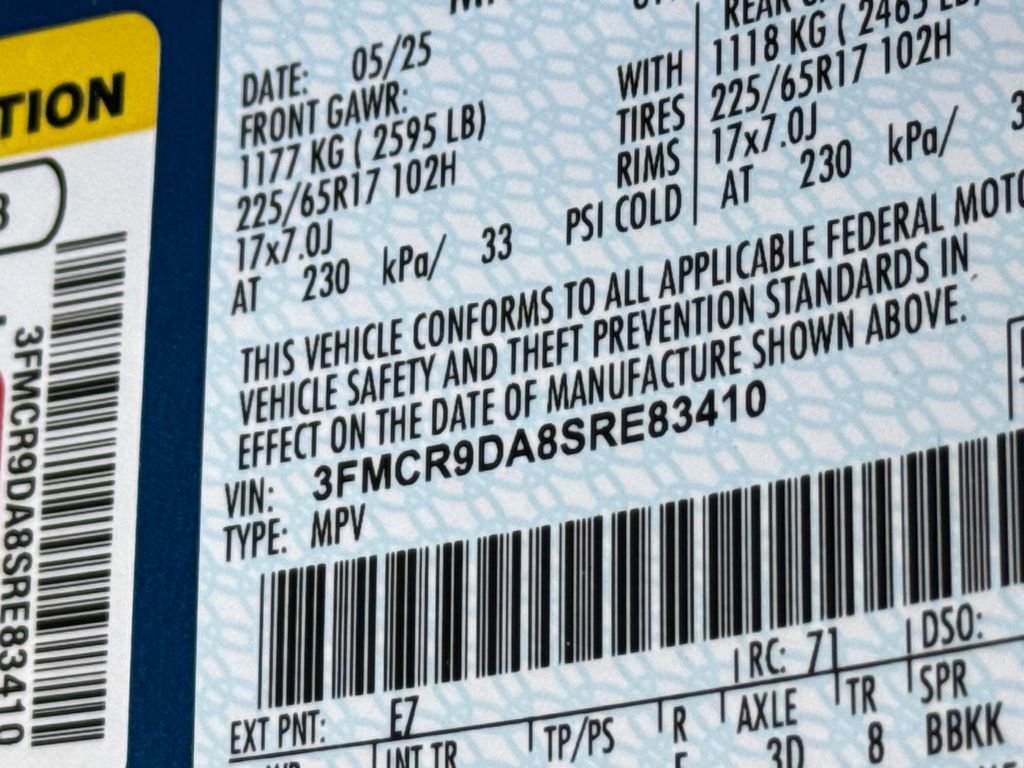 TION
3FMCR9DA8SRE83410
DATE: 05/25
FRONT GAWR:
1177 KG ( 2595 LB)
225/65R17 102H
17x7.0J
AT 230 kPa/ 33 PSI COLD
WITH
TIRES
RIMS
REAR
1118 KG ( 2465 LB)
225/65R17 102H
17x7.0J
AT 230 kPa/ 3
THIS VEHICLE CONFORMS TO ALL APPLICABLE FEDERAL MOTO
VEHICLE SAFETY AND THEFT PREVENTION STANDARDS IN
EFFECT ON THE DATE OF MANUFACTURE SHOWN ABOVE.
VIN: 3FMCR9DA8SRE83410
TYPE: MPV
EXT PNT: EZ RC: 71 DSO:
INT TR TP/PS R AXLE TR SPR
3D 8 BBKK